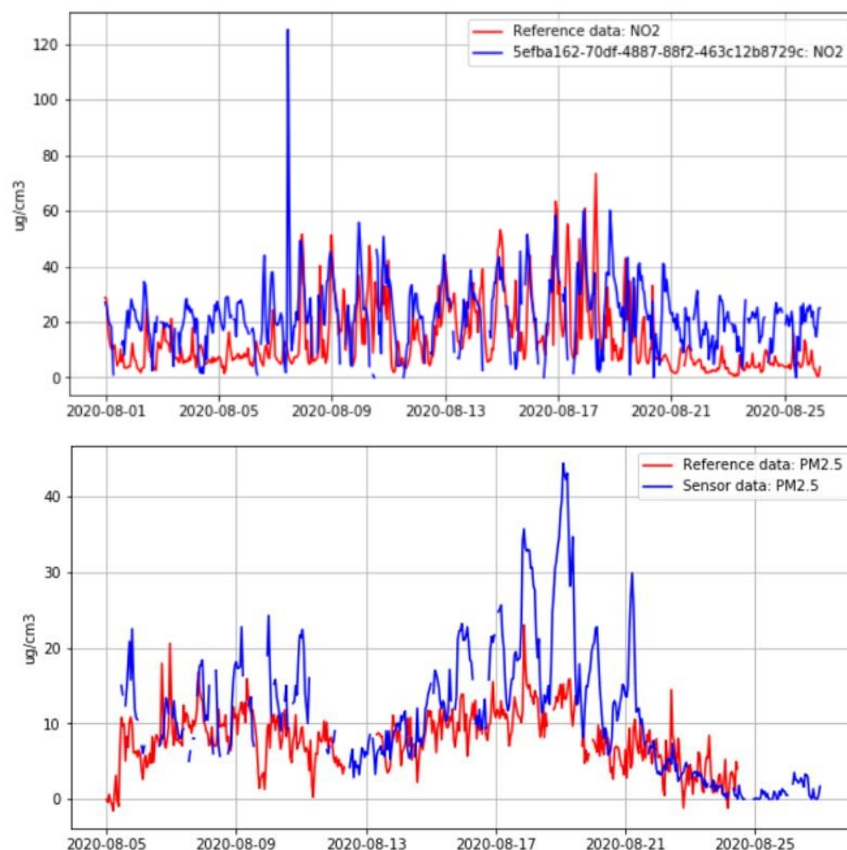 Reference data: NO2
5efba162-70df-4887-88f2-463c12b8729c: NO2
ug/cm3
120
100
80
60
40
20
0
2020-08-01 2020-08-05 2020-08-09 2020-08-13 2020-08-17 2020-08-21 2020-08-25
Reference data: PM2.5
Sensor data: PM2.5
ug/cm3
40
30
20
10
0
2020-08-05 2020-08-09 2020-08-13 2020-08-17 2020-08-21 2020-08-25